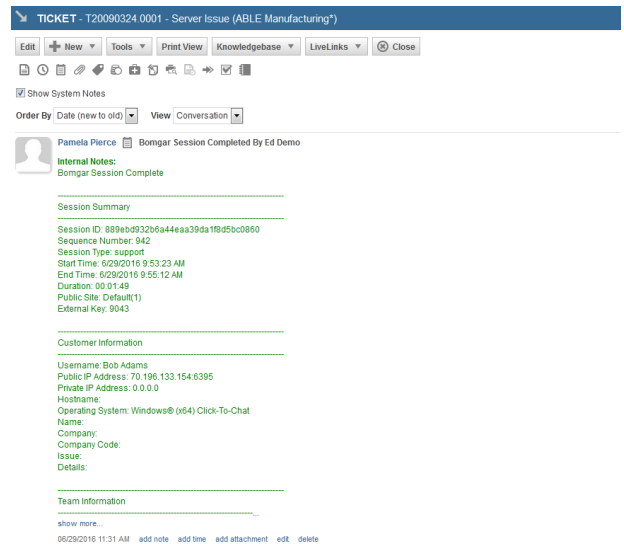 TICKET - T20090324.0001 - Server Issue (ABLE Manufacturing*)
Edit New Tools Print View Knowledgebase LiveLinks Close
Show System Notes
Order By Date (new to old) View Conversation
Pamela Pierce Bomgar Session Completed By Ed Demo
Internal Notes:
Bomgar Session Complete
Session Summary
Session ID: 889ebd932b6a44eaa39da1f8d5bc0860
Sequence Number: 942
Session Type: support
Start Time: 6/29/2016 9:53:23 AM
End Time: 6/29/2016 9:55:12 AM
Duration: 00:01:49
Public Site: Default(1)
External Key: 9043
Customer Information
Username: Bob Adams
Public IP Address: 70.196.133.154:6395
Private IP Address: 0.0.0.0
Hostname:
Operating System: Windows® (x64) Click-To-Chat
Name:
Company:
Company Code:
Issue:
Details:
Team Information
...
show more...
06/29/2016 11:31 AM add note add time add attachment edit delete